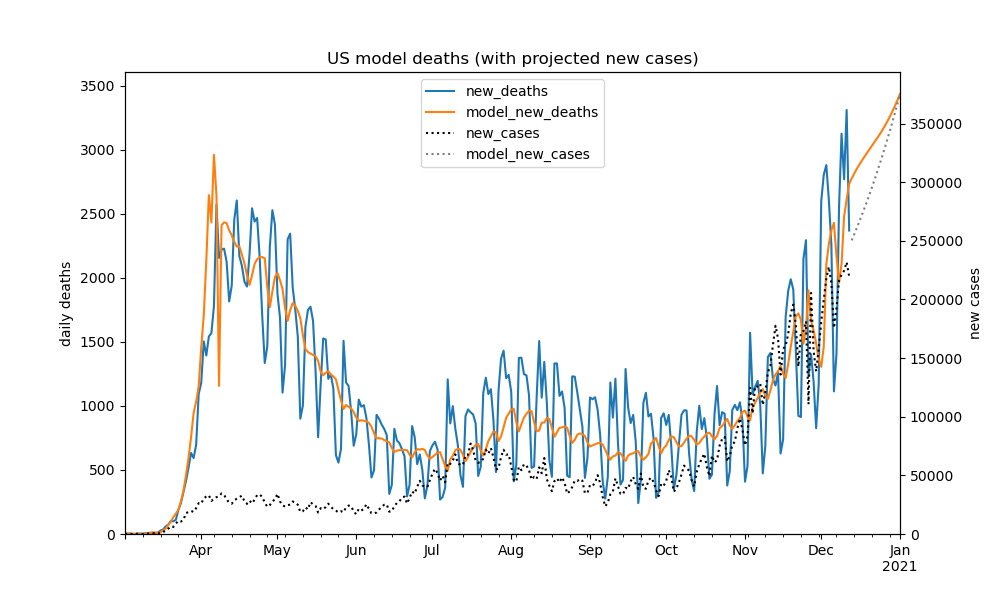 US model deaths (with projected new cases)
new_deaths
model_new_deaths
new_cases
model_new_cases
daily deaths
3500
3000
2500
2000
1500
1000
500
0
new cases
350000
300000
250000
200000
150000
100000
50000
0
Apr May Jun Jul Aug Sep Oct Nov Dec Jan
2021